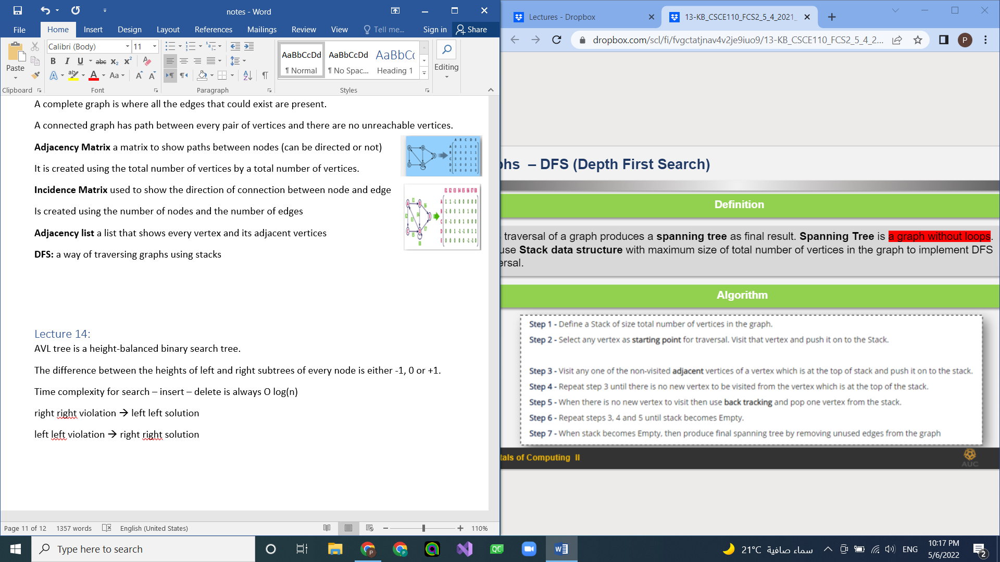 notes - Word
File Home Insert Design Layout References Mailings Review View Tell me... Sign in Share
Paste
Calibri (Body) 11
B I U abc x₂ x²
A ab A Aa A A
AaBbCcDd AaBbCcDd AaBbC
¶ Normal ¶ No Spac... Heading 1
Editing
Clipboard Font Paragraph Styles
A complete graph is where all the edges that could exist are present.
A connected graph has path between every pair of vertices and there are no unreachable vertices.
Adjacency Matrix a matrix to show paths between nodes (can be directed or not)
It is created using the total number of vertices by a total number of vertices.
Incidence Matrix used to show the direction of connection between node and edge
Is created using the number of nodes and the number of edges
Adjacency list a list that shows every vertex and its adjacent vertices
DFS: a way of traversing graphs using stacks
Lecture 14:
AVL tree is a height-balanced binary search tree.
The difference between the heights of left and right subtrees of every node is either -1, 0 or +1.
Time complexity for search – insert – delete is always O log(n)
right right violation → left left solution
left left violation → right right solution
Page 11 of 12 1357 words English (United States) 110%
Lectures - Dropbox
13-KB_CSCE110_FCS2_5_4_2021_
dropbox.com/scl/fi/fvgctatjnav4v2je9iuo9/13-KB_CSCE110_FCS2_5_4_2...
P
phs – DFS (Depth First Search)
Definition
traversal of a graph produces a spanning tree as final result. Spanning Tree is a graph without loops.
use Stack data structure with maximum size of total number of vertices in the graph to implement DFS
ersal.
Algorithm
Step 1 - Define a Stack of size total number of vertices in the graph.
Step 2 - Select any vertex as starting point for traversal. Visit that vertex and push it on to the Stack.
Step 3 - Visit any one of the non-visited adjacent vertices of a vertex which is at the top of stack and push it on to the stack.
Step 4 - Repeat step 3 until there is no new vertex to be visited from the vertex which is at the top of the stack.
Step 5 - When there is no new vertex to visit then use back tracking and pop one vertex from the stack.
Step 6 - Repeat steps 3, 4 and 5 until stack becomes Empty.
Step 7 - When stack becomes Empty, then produce final spanning tree by removing unused edges from the graph
tals of Computing II
AUC
Type here to search
QC
21°C سماء صافية
ENG
10:17 PM
5/6/2022
2